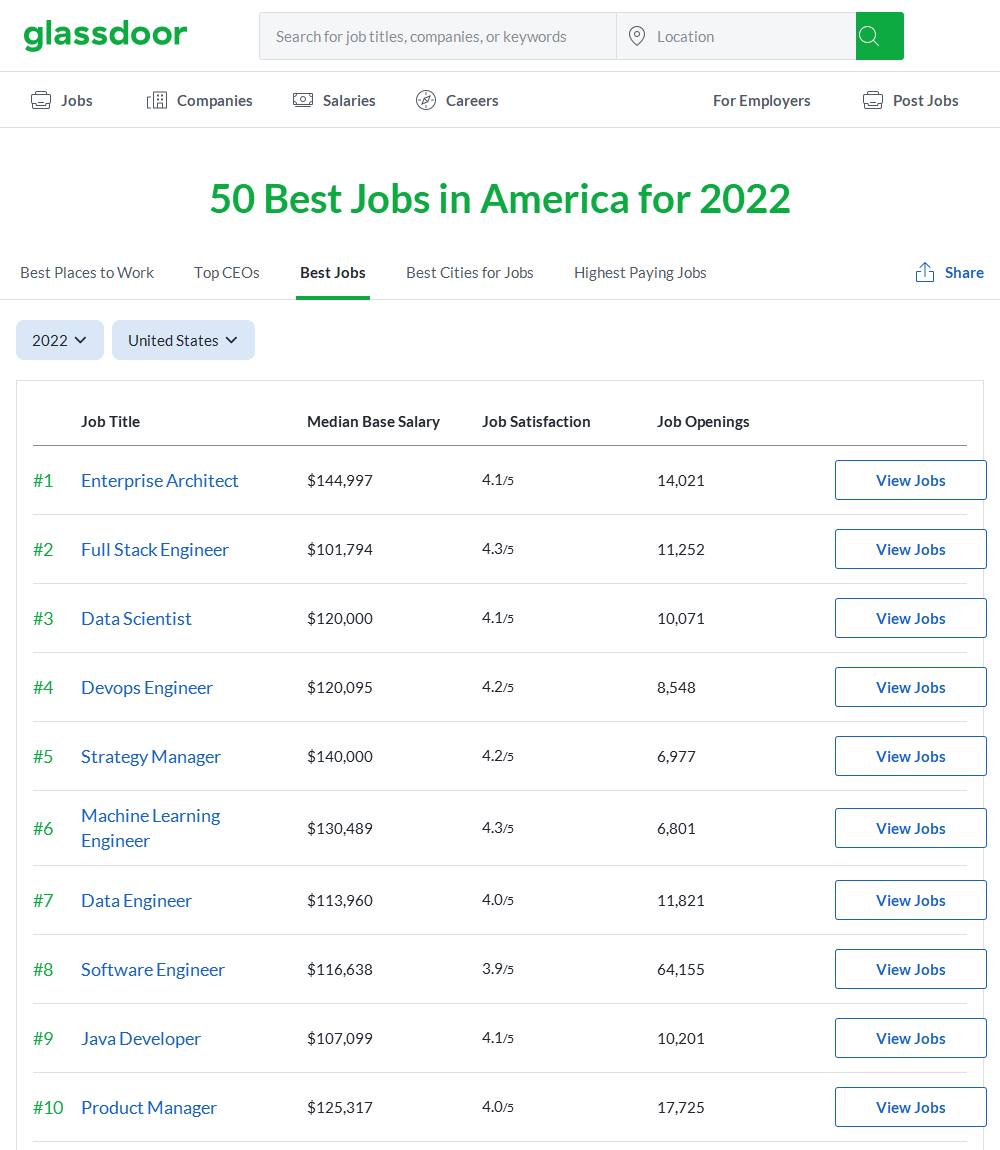 glassdoor
Search for job titles, companies, or keywords Location
Jobs Companies Salaries Careers For Employers Post Jobs
50 Best Jobs in America for 2022
Best Places to Work Top CEOs Best Jobs Best Cities for Jobs Highest Paying Jobs Share
2022 United States
Job Title Median Base Salary Job Satisfaction Job Openings
#1 Enterprise Architect $144,997 4.1/5 14,021 View Jobs
#2 Full Stack Engineer $101,794 4.3/5 11,252 View Jobs
#3 Data Scientist $120,000 4.1/5 10,071 View Jobs
#4 Devops Engineer $120,095 4.2/5 8,548 View Jobs
#5 Strategy Manager $140,000 4.2/5 6,977 View Jobs
#6 Machine Learning
Engineer $130,489 4.3/5 6,801 View Jobs
#7 Data Engineer $113,960 4.0/5 11,821 View Jobs
#8 Software Engineer $116,638 3.9/5 64,155 View Jobs
#9 Java Developer $107,099 4.1/5 10,201 View Jobs
#10 Product Manager $125,317 4.0/5 17,725 View Jobs